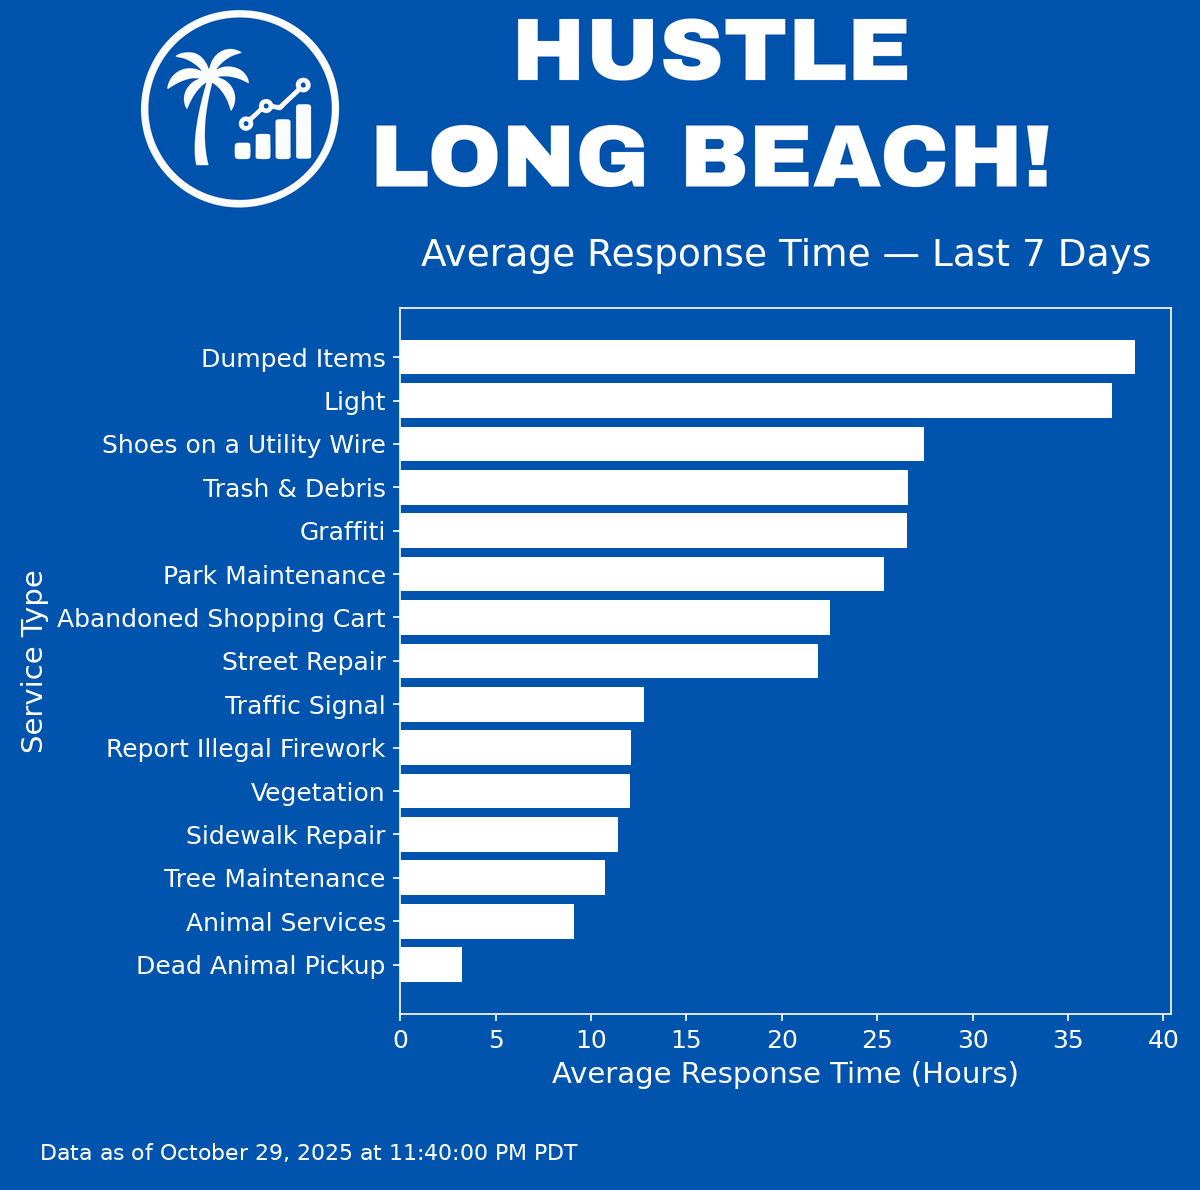 HUSTLE
LONG BEACH!
Average Response Time — Last 7 Days
Service Type
Dumped Items
Light
Shoes on a Utility Wire
Trash & Debris
Graffiti
Park Maintenance
Abandoned Shopping Cart
Street Repair
Traffic Signal
Report Illegal Firework
Vegetation
Sidewalk Repair
Tree Maintenance
Animal Services
Dead Animal Pickup
0 5 10 15 20 25 30 35 40
Average Response Time (Hours)
Data as of October 29, 2025 at 11:40:00 PM PDT